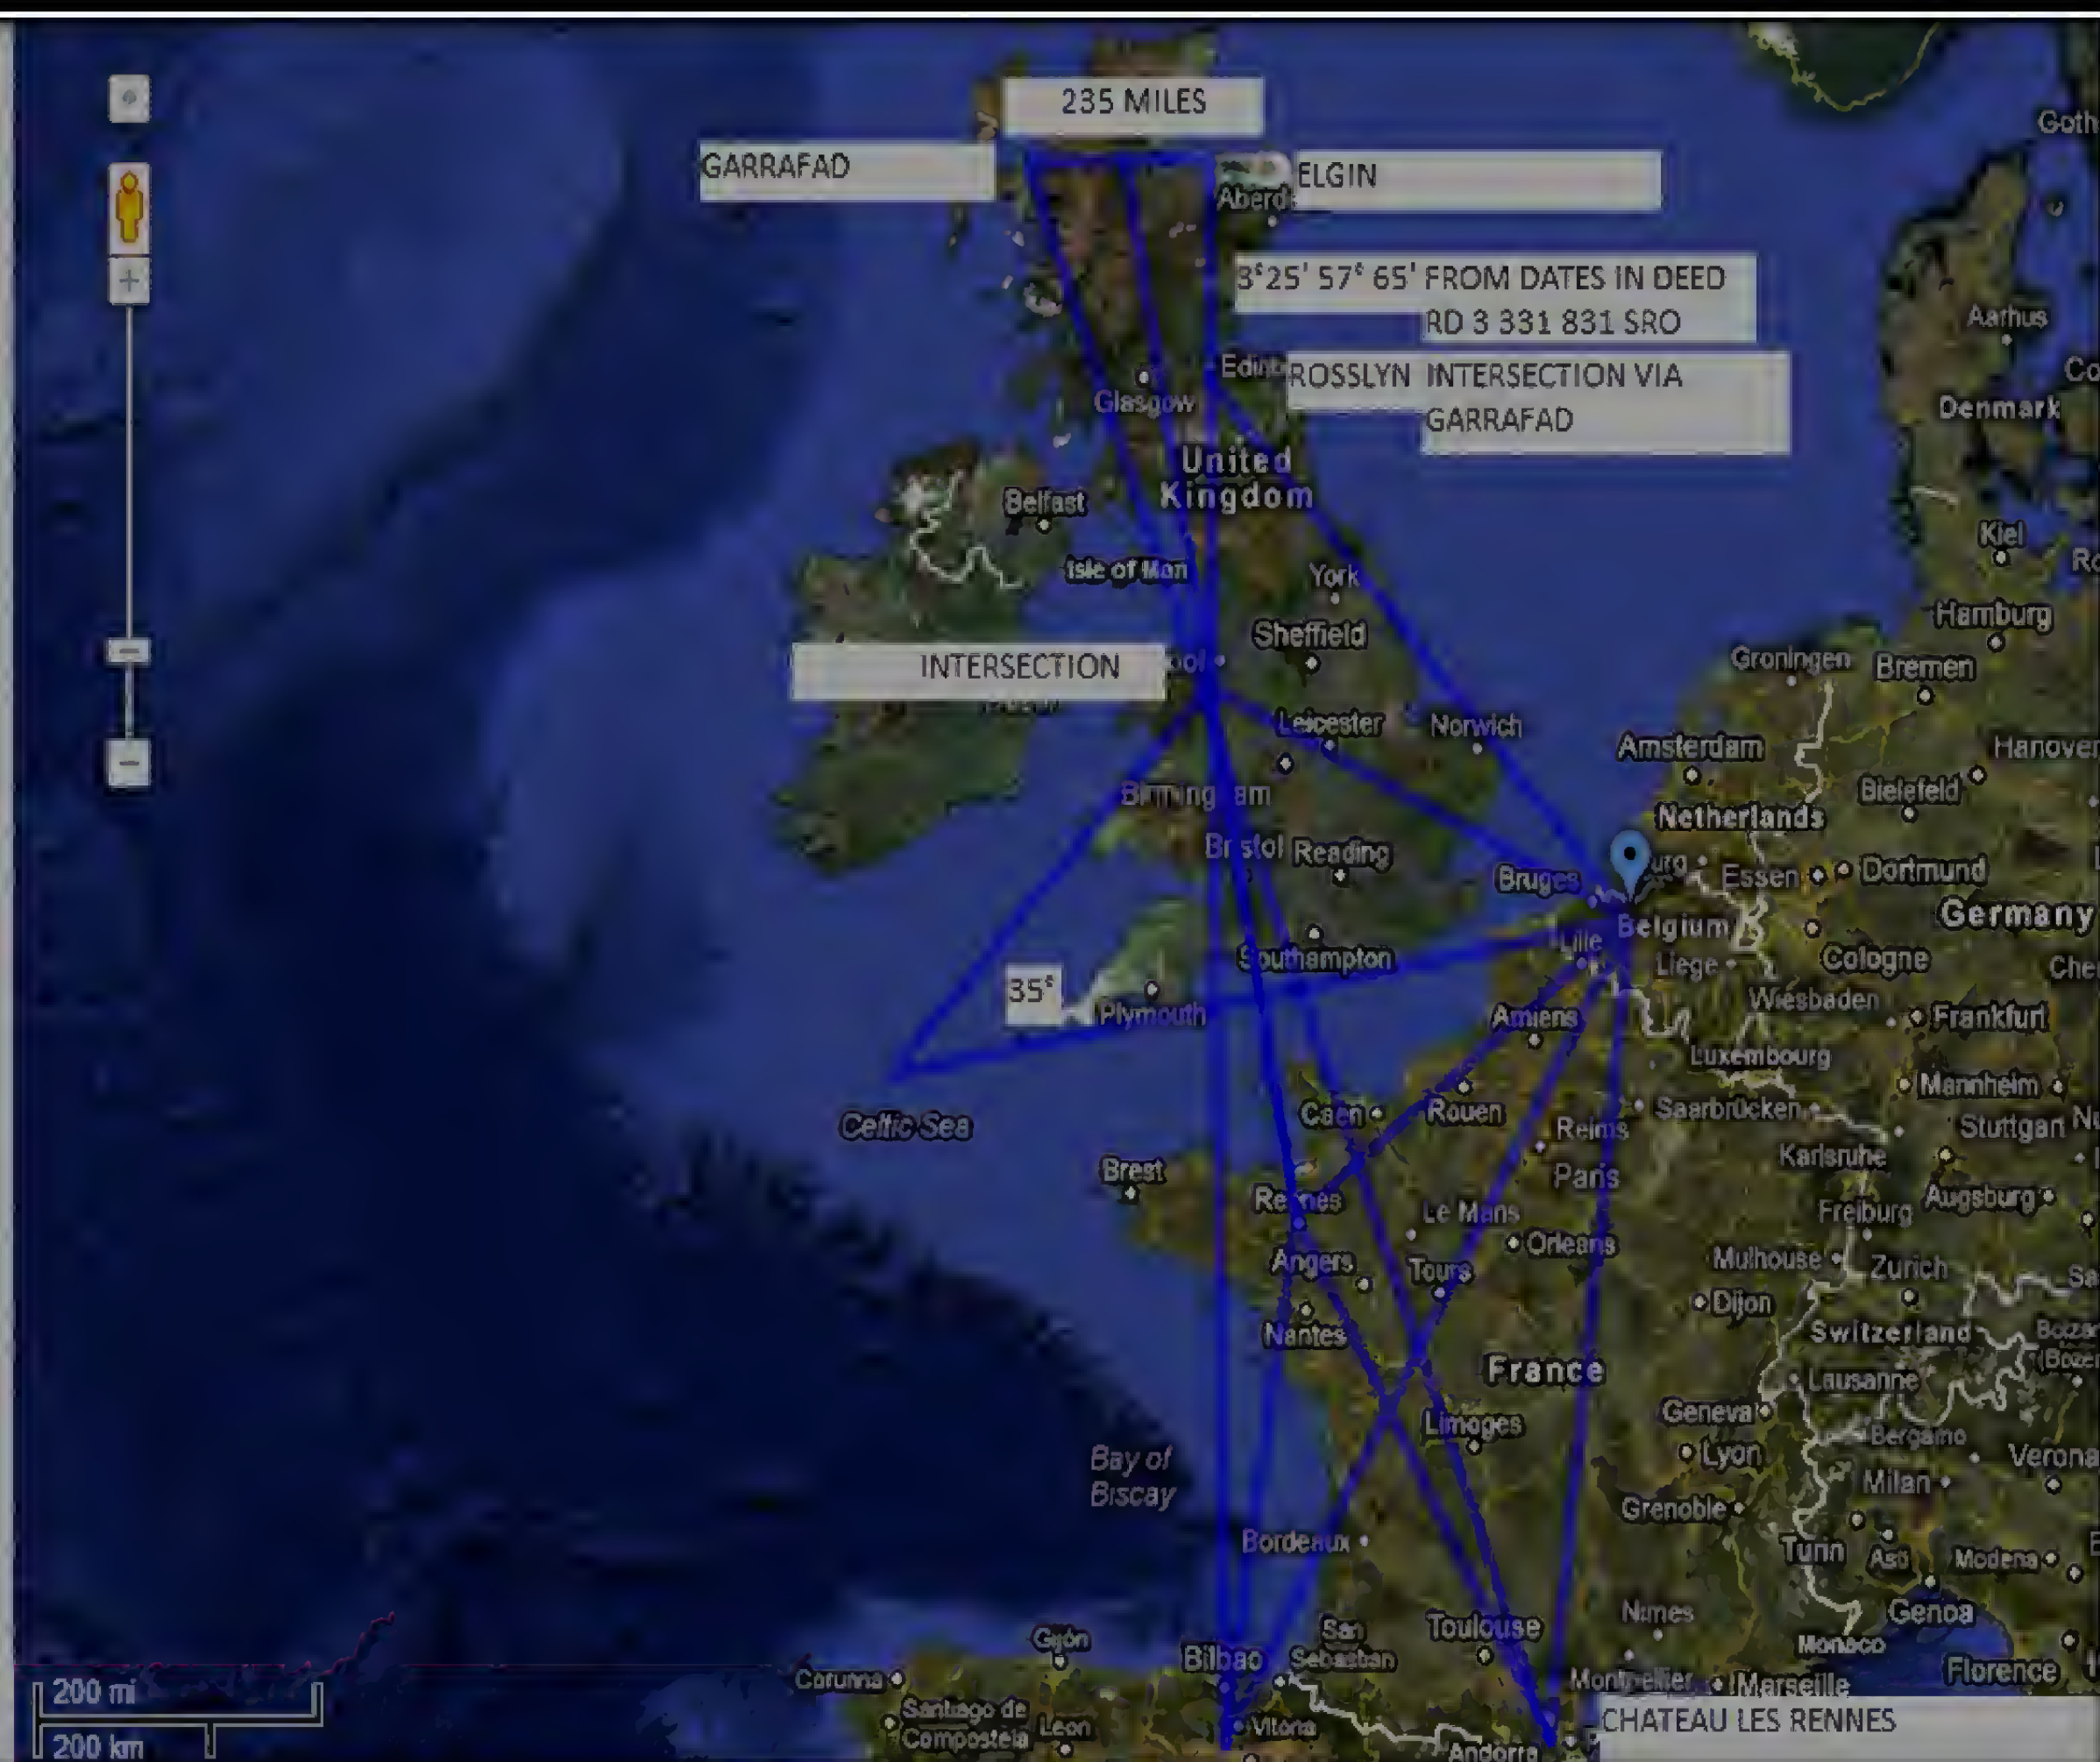 235 MILES
GARRAFAD
ELGIN
Aberd
Goth
3°25' 57° 65' FROM DATES IN DEED
RD 3 331 831 SRO
Aarhus
ROSSLYN INTERSECTION VIA
GARRAFAD
Glasgow
Denmark
United
Kingdom
Belfast
Kiel
Isle of Man
York
Hamburg
Sheffield
INTERSECTION
Groningen
Bremen
Leicester
Norwich
Amsterdam
Hanover
Birmingham
Bielefeld
Netherlands
Bristol
Reading
Bruges
Essen
Dortmund
Belgium
Germany
Lille
Southampton
Liege
Cologne
35°
Plymouth
Amiens
Wiesbaden
Frankfurt
Luxembourg
Mannheim
Celtic Sea
Caen
Rouen
Saarbrücken
Reims
Stuttgart
Brest
Paris
Karlsruhe
Rennes
Le Mans
Freiburg
Augsburg
Orleans
Angers
Tours
Mulhouse
Zurich
Dijon
Nantes
Switzerland
France
Lausanne
Geneva
Limoges
Bergamo
Bay of
Biscay
Lyon
Verona
Milan
Grenoble
Bordeaux
Turin
Asti
Modena
Nimes
Genoa
Toulouse
San
Sebastian
Gijón
Bilbao
Monaco
Corunna
Montpellier
Marseille
Florence
200 mi
200 km
Santiago de
Compostela
Leon
Vitoria
Andorra
CHATEAU LES RENNES